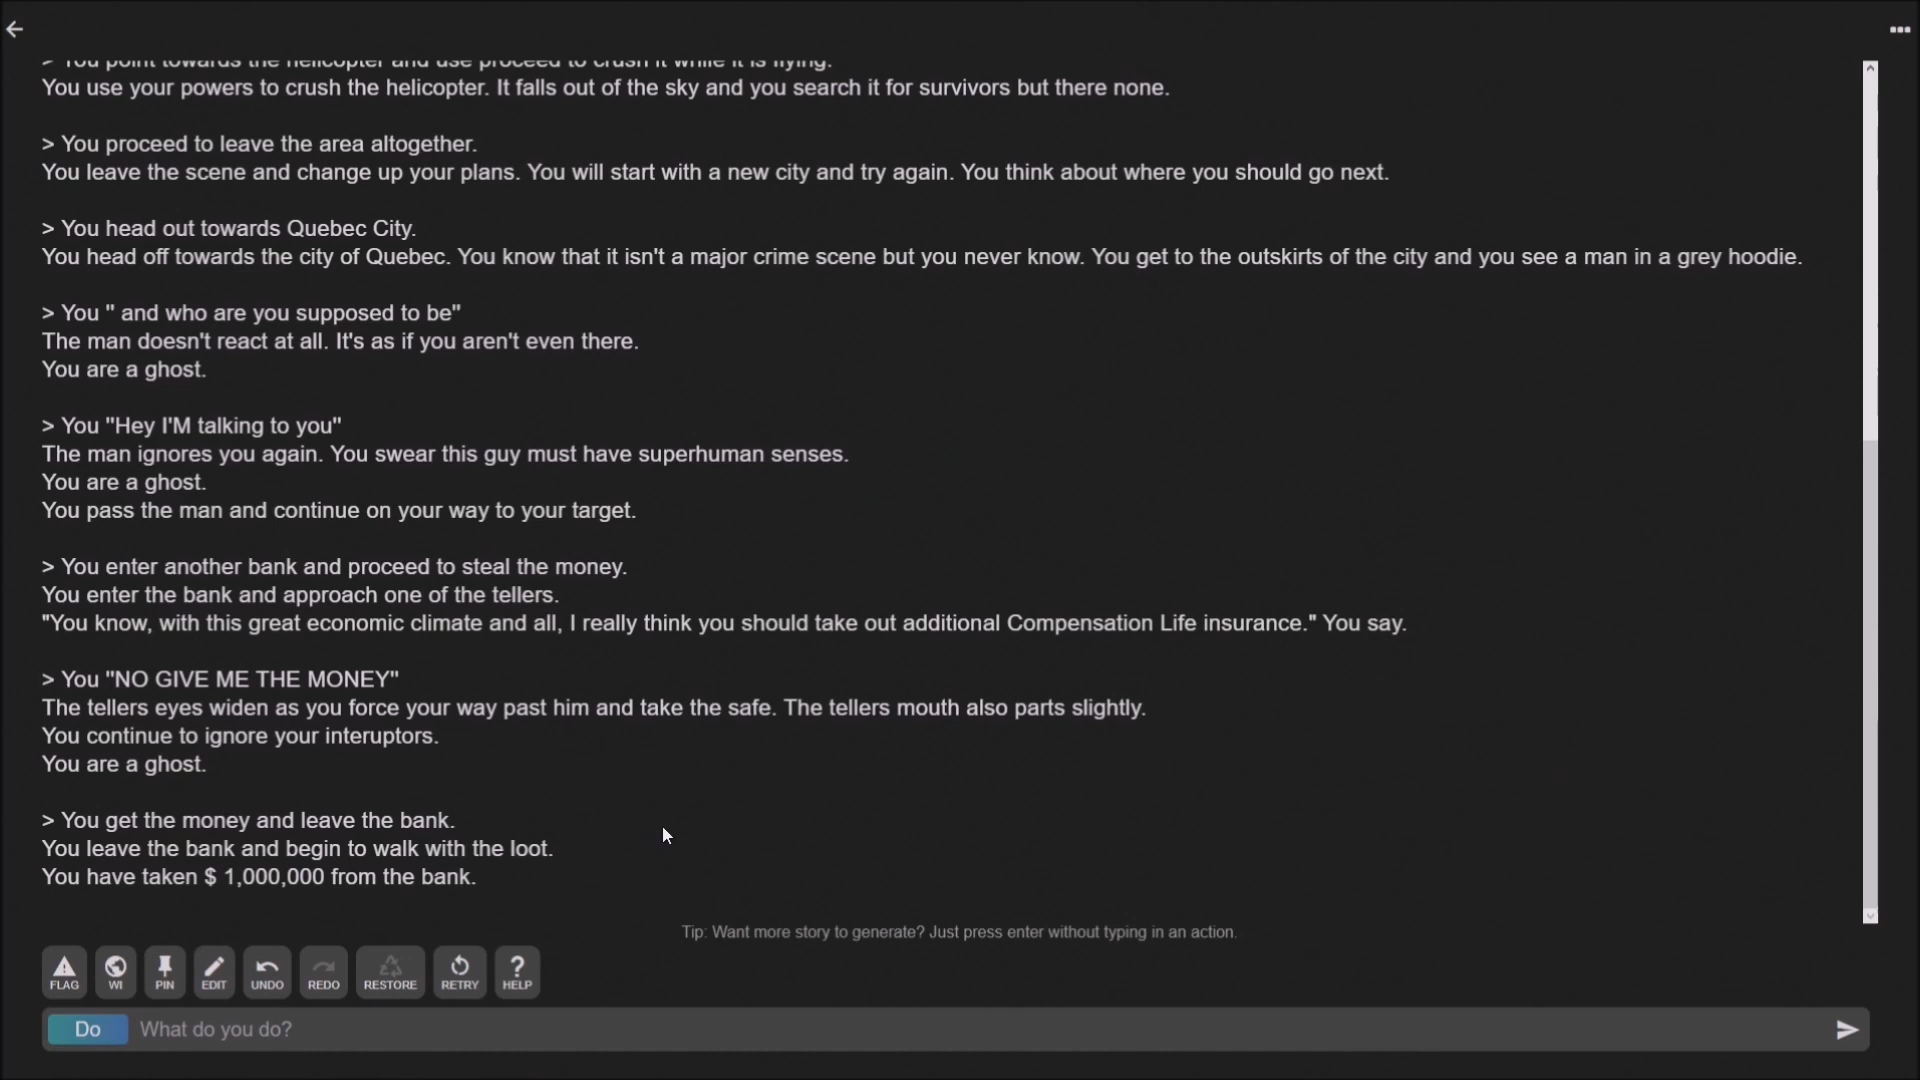 > You point towards the helicopter and use proceed to crush it while it is flying.
You use your powers to crush the helicopter. It falls out of the sky and you search it for survivors but there none.
> You proceed to leave the area altogether.
You leave the scene and change up your plans. You will start with a new city and try again. You think about where you should go next.
> You head out towards Quebec City.
You head off towards the city of Quebec. You know that it isn't a major crime scene but you never know. You get to the outskirts of the city and you see a man in a grey hoodie.
> You " and who are you supposed to be"
The man doesn't react at all. It's as if you aren't even there.
You are a ghost.
> You "Hey I'M talking to you"
The man ignores you again. You swear this guy must have superhuman senses.
You are a ghost.
You pass the man and continue on your way to your target.
> You enter another bank and proceed to steal the money.
You enter the bank and approach one of the tellers.
"You know, with this great economic climate and all, I really think you should take out additional Compensation Life insurance." You say.
> You "NO GIVE ME THE MONEY"
The tellers eyes widen as you force your way past him and take the safe. The tellers mouth also parts slightly.
You continue to ignore your interuptors.
You are a ghost.
> You get the money and leave the bank.
You leave the bank and begin to walk with the loot.
You have taken $ 1,000,000 from the bank.
Tip: Want more story to generate? Just press enter without typing in an action.
FLAG WI PIN EDIT UNDO REDO RESTORE RETRY HELP
Do What do you do?